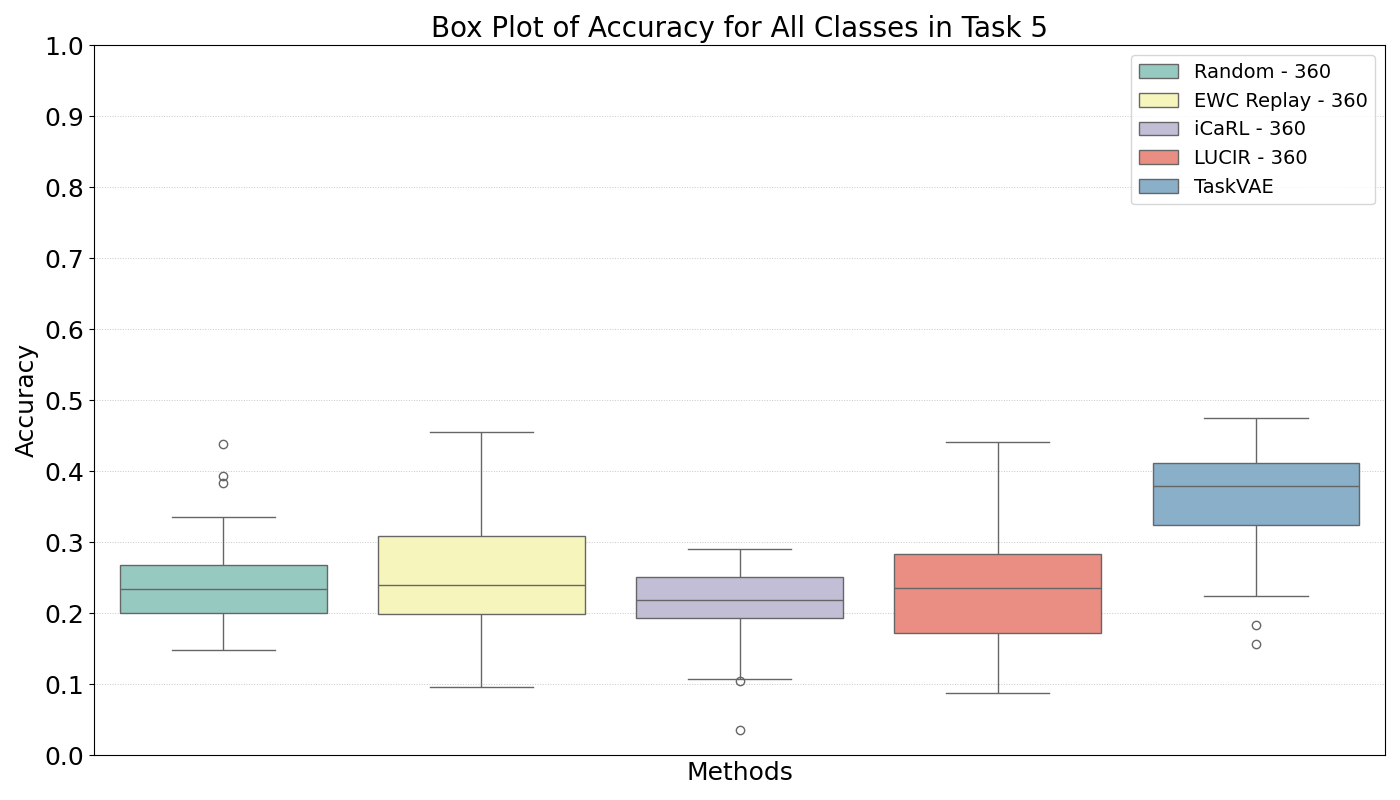 Box Plot of Accuracy for All Classes in Task 5
1.0
0.9
0.8
0.7
0.6
0.5
0.4
0.3
0.2
0.1
0.0
Accuracy
Methods
Random - 360
EWC Replay - 360
iCaRL - 360
LUCIR - 360
TaskVAE